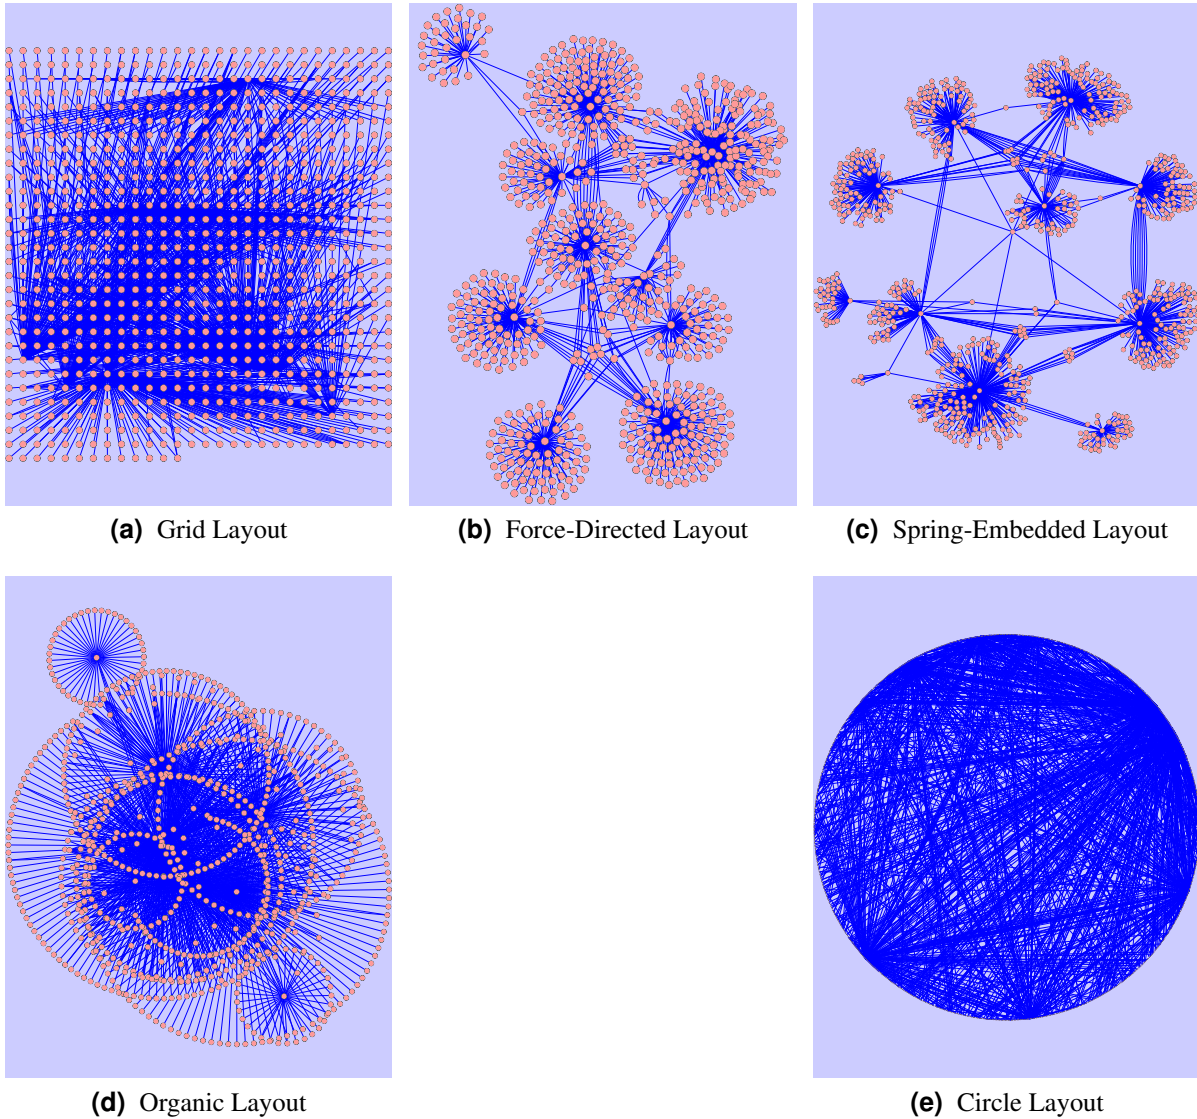 (a) Grid Layout
(b) Force-Directed Layout
(c) Spring-Embedded Layout
(d) Organic Layout
(e) Circle Layout